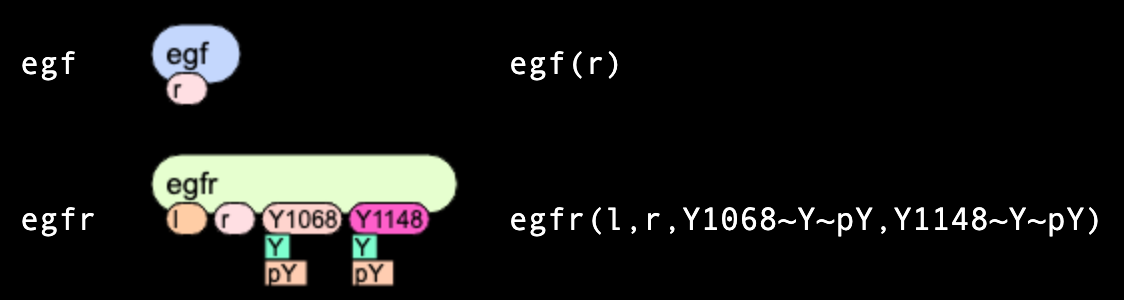 egf
egf
r
egf(r)
egfr
egfr
l r Y1068 Y1148
Y Y
pY pY
egfr(l,r,Y1068~Y~pY,Y1148~Y~pY)